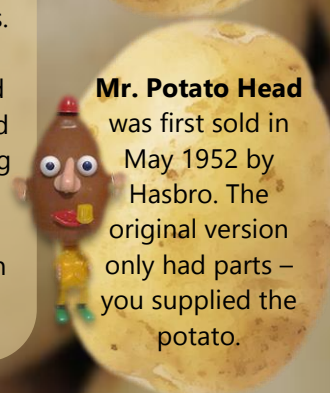 s.
d
d
g
n
Mr. Potato Head
was first sold in
May 1952 by
Hasbro. The
original version
only had parts –
you supplied the
potato.